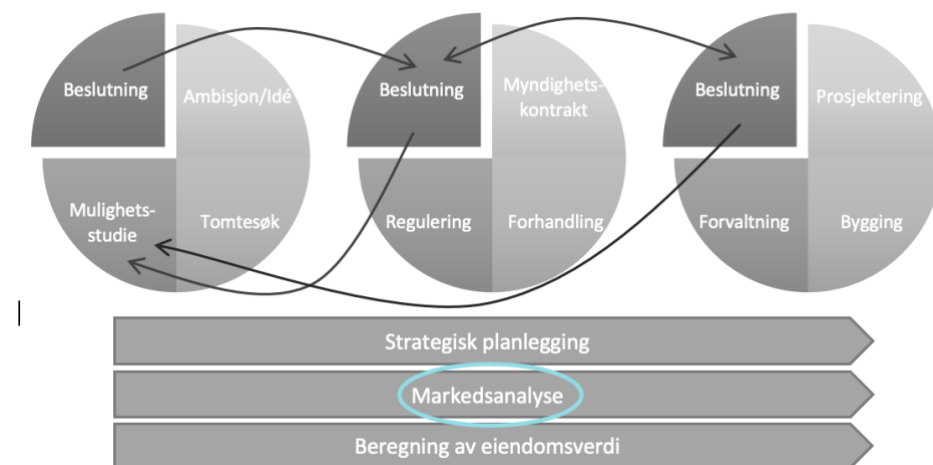 Beslutning
Ambisjon/Idé
Mulighets-
studie
Tomtesøk
Beslutning
Myndighets-
kontrakt
Regulering
Forhandling
Beslutning
Prosjektering
Forvaltning
Bygging
Strategisk planlegging
Markedsanalyse
Beregning av eiendomsverdi